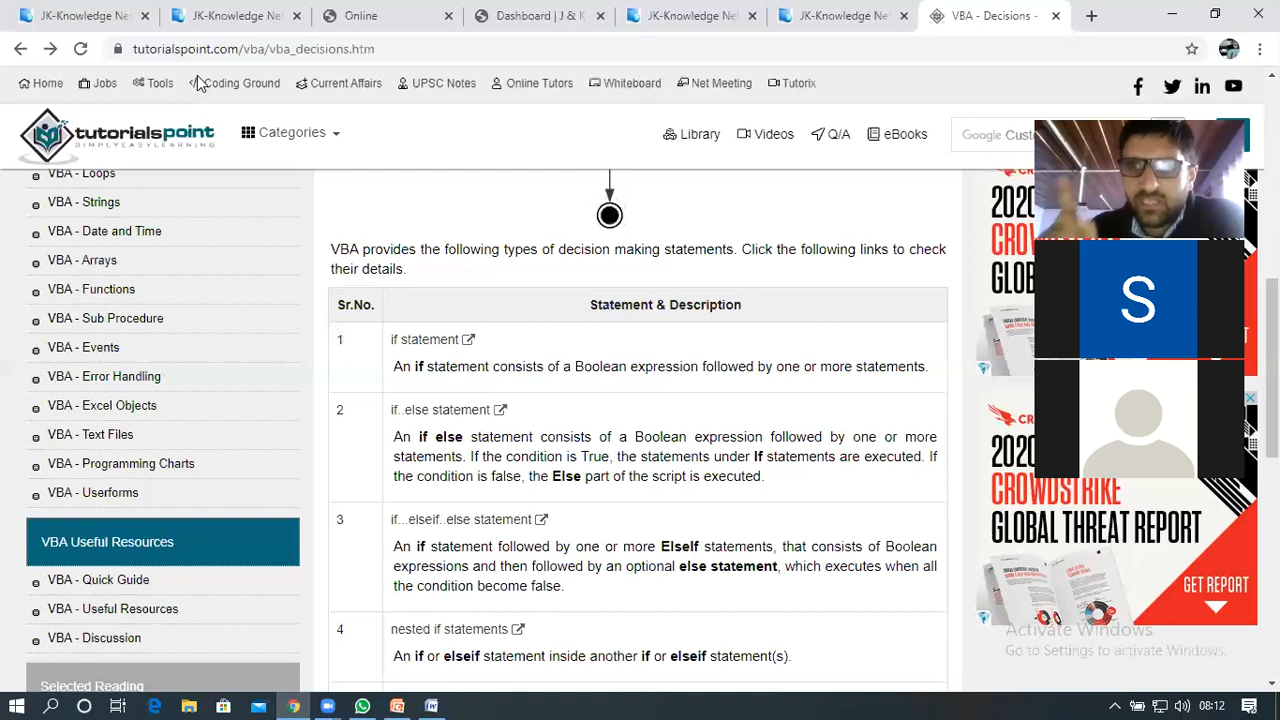 JK-Knowledge Net
JK-Knowledge Net
Online
Dashboard | J & K
JK-Knowledge Net
JK-Knowledge Net
VBA - Decisions -
tutorialspoint.com/vba/vba_decisions.htm
Home
Jobs
Tools
Coding Ground
Current Affairs
UPSC Notes
Online Tutors
Whiteboard
Net Meeting
Tutorix
tutorialspoint
SIMPLYEASYLEARNING
Categories
Library
Videos
Q/A
eBooks
Google Custo
VBA - Loops
VBA - Strings
VBA - Date and Time
VBA - Arrays
VBA - Functions
VBA - Sub Procedure
VBA - Events
VBA - Error Handling
VBA - Excel Objects
VBA - Text Files
VBA - Programming Charts
VBA - Userforms
VBA Useful Resources
VBA - Quick Guide
VBA - Useful Resources
VBA - Discussion
Selected Reading
VBA provides the following types of decision making statements. Click the following links to check
their details.
Sr.No. Statement & Description
1 if statement
An if statement consists of a Boolean expression followed by one or more statements.
2 if..else statement
An if else statement consists of a Boolean expression followed by one or more
statements. If the condition is True, the statements under If statements are executed. If
the condition is false, the Else part of the script is executed.
3 if...elseif..else statement
An if statement followed by one or more ElseIf statements, that consists of Boolean
expressions and then followed by an optional else statement, which executes when all
the condition become false.
4 nested if statements
An if or elseif statement inside another if or elseif statement(s).
2020
CRO
GLOB
S
CR
2020
CROWDSTRIKE
GLOBAL THREAT REPORT
GET REPORT
Activate Windows
Go to Settings to activate Windows.
08:12